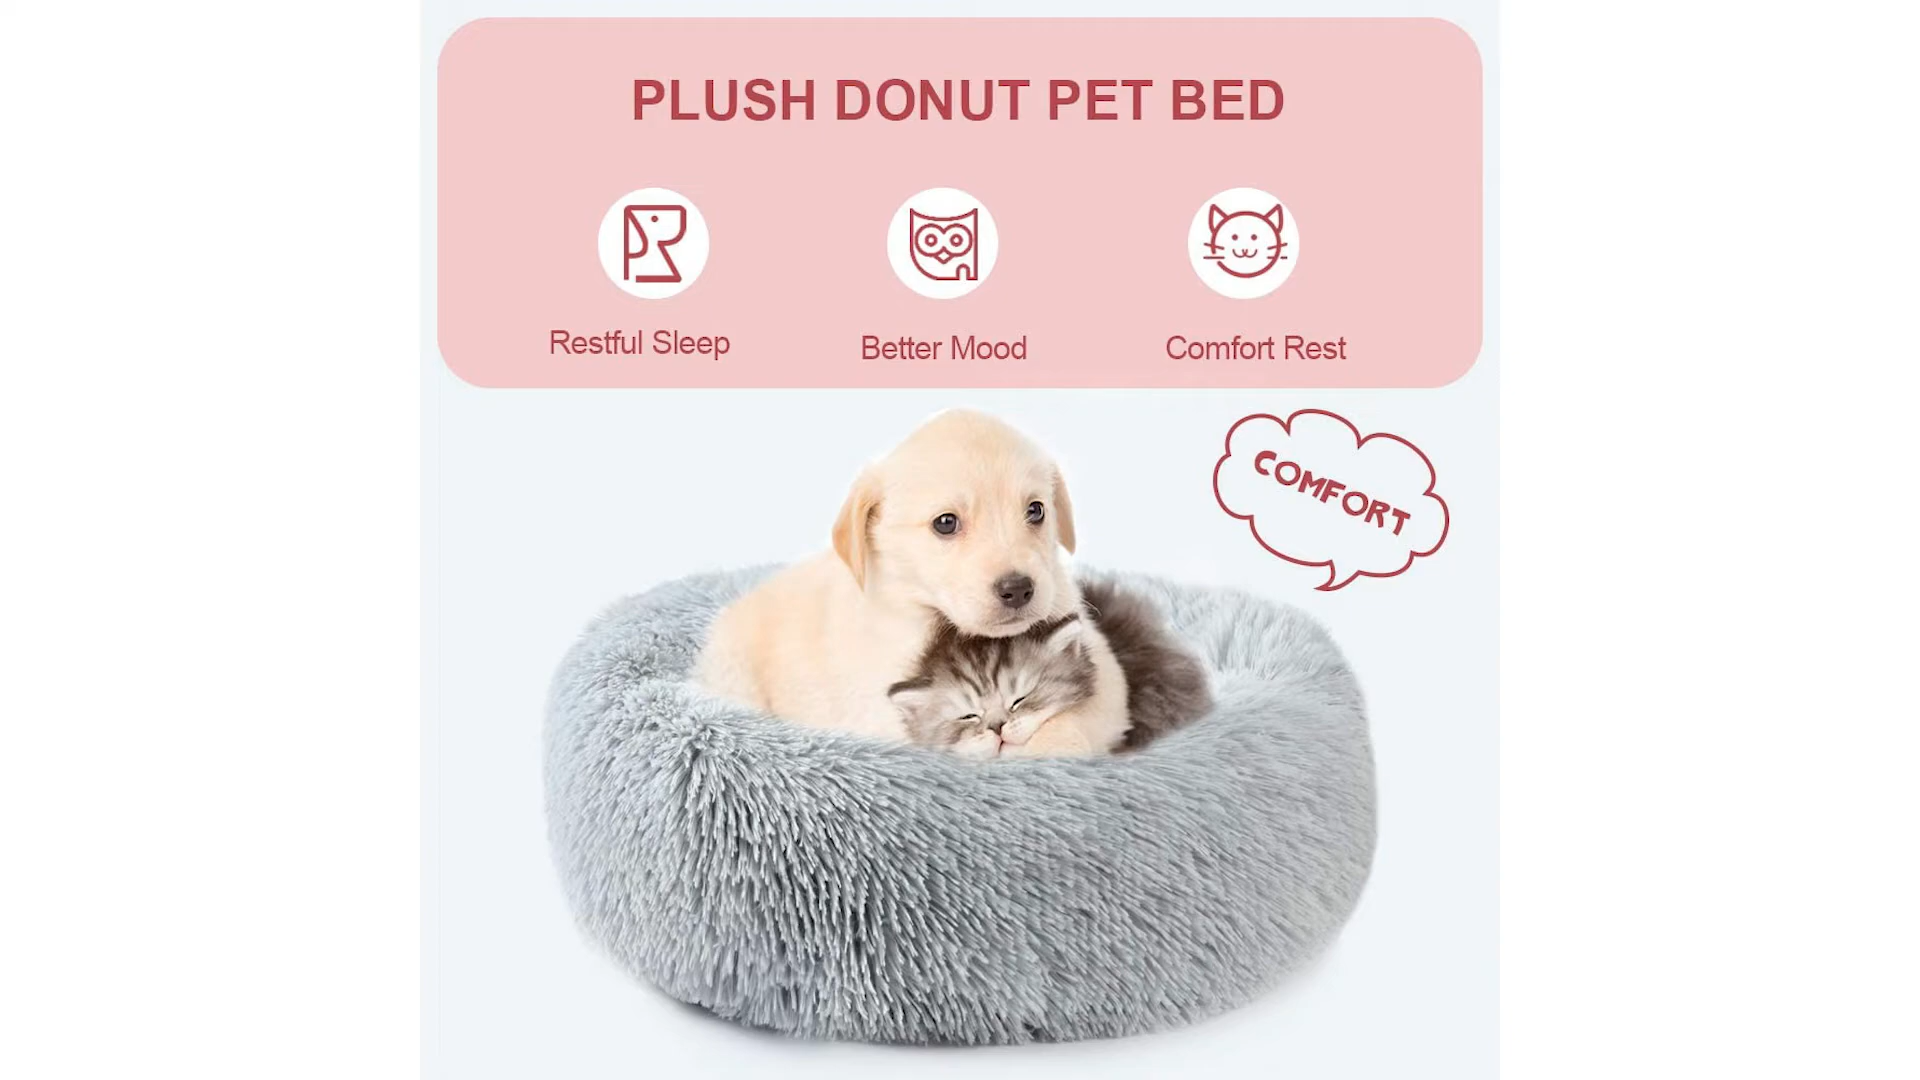 PLUSH DONUT PET BED
Restful Sleep
Better Mood
Comfort Rest
COMFORT